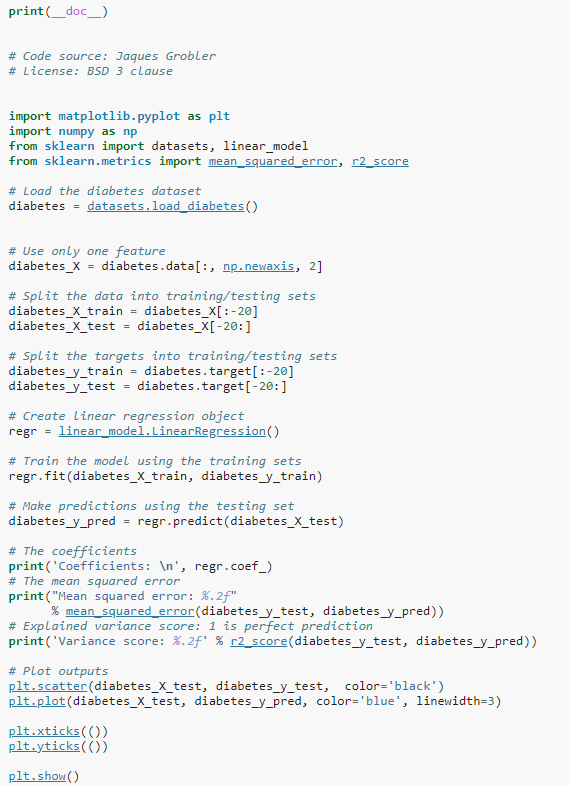 print(__doc__)
# Code source: Jaques Grobler
# License: BSD 3 clause
import matplotlib.pyplot as plt
import numpy as np
from sklearn import datasets, linear_model
from sklearn.metrics import mean_squared_error, r2_score
# Load the diabetes dataset
diabetes = datasets.load_diabetes()
# Use only one feature
diabetes_X = diabetes.data[:, np.newaxis, 2]
# Split the data into training/testing sets
diabetes_X_train = diabetes_X[:-20]
diabetes_X_test = diabetes_X[-20:]
# Split the targets into training/testing sets
diabetes_y_train = diabetes.target[:-20]
diabetes_y_test = diabetes.target[-20:]
# Create linear regression object
regr = linear_model.LinearRegression()
# Train the model using the training sets
regr.fit(diabetes_X_train, diabetes_y_train)
# Make predictions using the testing set
diabetes_y_pred = regr.predict(diabetes_X_test)
# The coefficients
print('Coefficients: \n', regr.coef_)
# The mean squared error
print("Mean squared error: %.2f"
      % mean_squared_error(diabetes_y_test, diabetes_y_pred))
# Explained variance score: 1 is perfect prediction
print('Variance score: %.2f' % r2_score(diabetes_y_test, diabetes_y_pred))
# Plot outputs
plt.scatter(diabetes_X_test, diabetes_y_test,  color='black')
plt.plot(diabetes_X_test, diabetes_y_pred, color='blue', linewidth=3)
plt.xticks(())
plt.yticks(())
plt.show()